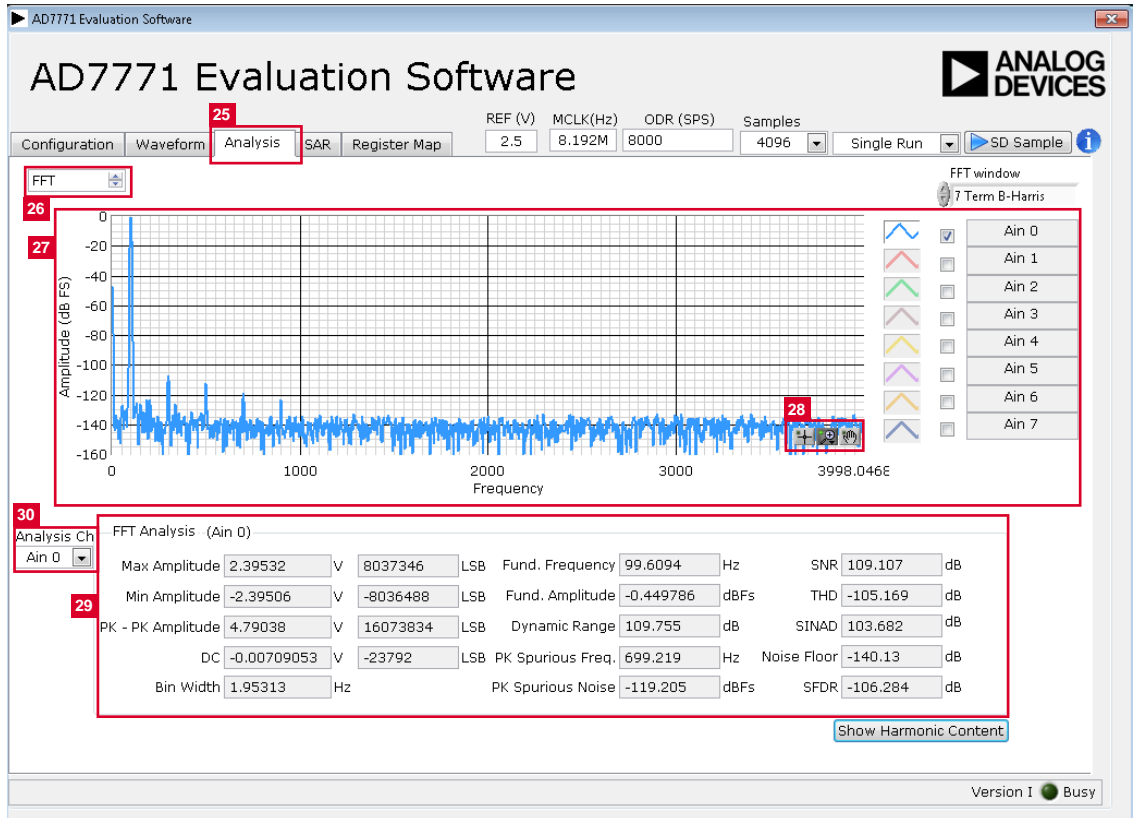 AD7771 Evaluation Software
AD7771 Evaluation Software
ANALOG
DEVICES
25
REF (V) MCLK(Hz) ODR (SPS) Samples
Configuration Waveform Analysis SAR Register Map 2.5 8.192M 8000 4096 Single Run SD Sample i
FFT
FFT window
7 Term B-Harris
26
27
0
-20
-40
-60
-80
-100
-120
-140
-160
Amplitude (dB FS)
0 1000 2000 3000 3998.046E
Frequency
28
Ain 0
Ain 1
Ain 2
Ain 3
Ain 4
Ain 5
Ain 6
Ain 7
30
Analysis Ch
Ain 0
29
FFT Analysis (Ain 0)
Max Amplitude 2.39532 V 8037346 LSB Fund. Frequency 99.6094 Hz SNR 109.107 dB
Min Amplitude -2.39506 V -8036488 LSB Fund. Amplitude -0.449786 dBFs THD -105.169 dB
PK - PK Amplitude 4.79038 V 16073834 LSB Dynamic Range 109.755 dB SINAD 103.682 dB
DC -0.00709053 V -23792 LSB PK Spurious Freq. 699.219 Hz Noise Floor -140.13 dB
Bin Width 1.95313 Hz PK Spurious Noise -119.205 dBFs SFDR -106.284 dB
Show Harmonic Content
Version I Busy